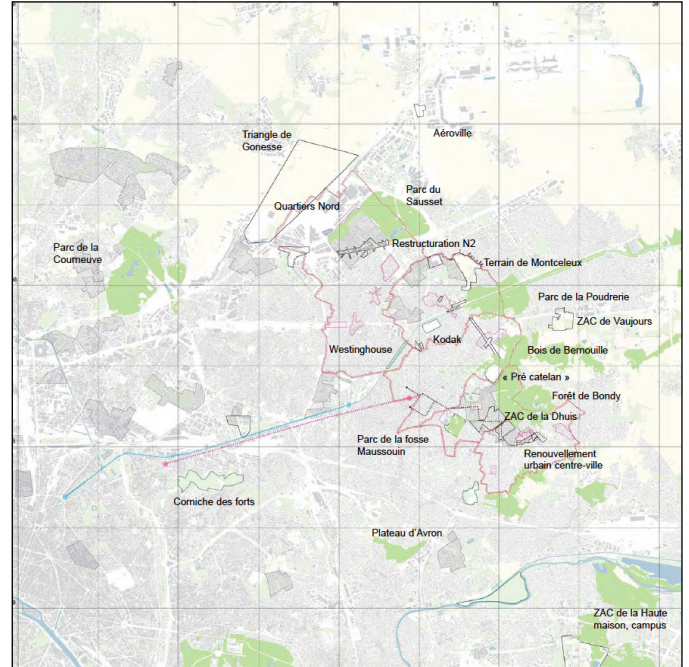 Aéroville
Triangle de
Gonesse
Parc du
Sausset
Quartiers Nord
Restructuration N2
Parc de la
Courneuve
Terrain de Montceleux
Parc de la Poudrerie
ZAC de Vaujours
Kodak
Westinghouse
Bois de Bernouille
« Pré catelan »
Forêt de Bondy
ZAC de la Dhuis
Parc de la fosse
Maussouin
Renouvellement
urbain centre-ville
Corniche des forts
Plateau d'Avron
ZAC de la Haute
maison, campus